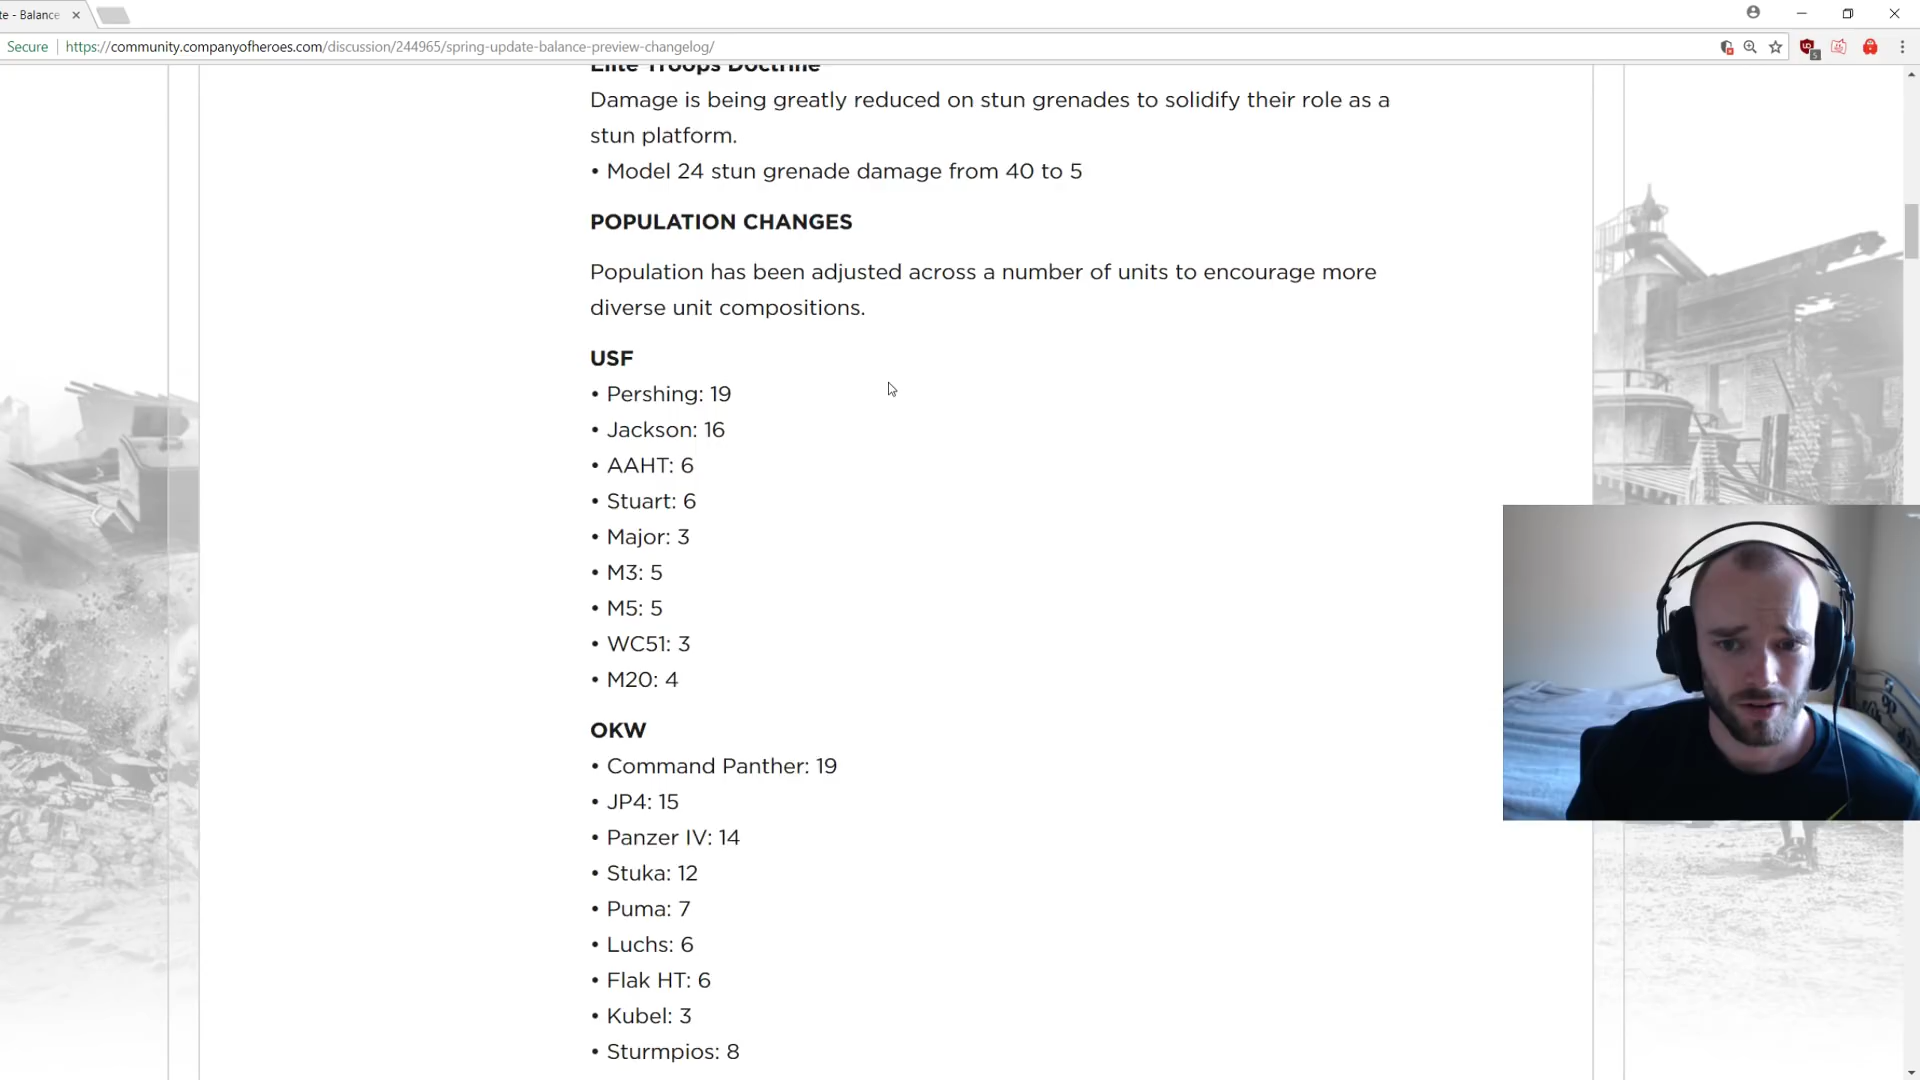 te - Balance
Secure https://community.companyofheroes.com/discussion/244965/spring-update-balance-preview-changelog/
Elite Troops Doctrine
Damage is being greatly reduced on stun grenades to solidify their role as a
stun platform.
• Model 24 stun grenade damage from 40 to 5
POPULATION CHANGES
Population has been adjusted across a number of units to encourage more
diverse unit compositions.
USF
• Pershing: 19
• Jackson: 16
• AAHT: 6
• Stuart: 6
• Major: 3
• M3: 5
• M5: 5
• WC51: 3
• M20: 4
OKW
• Command Panther: 19
• JP4: 15
• Panzer IV: 14
• Stuka: 12
• Puma: 7
• Luchs: 6
• Flak HT: 6
• Kubel: 3
• Sturmpios: 8